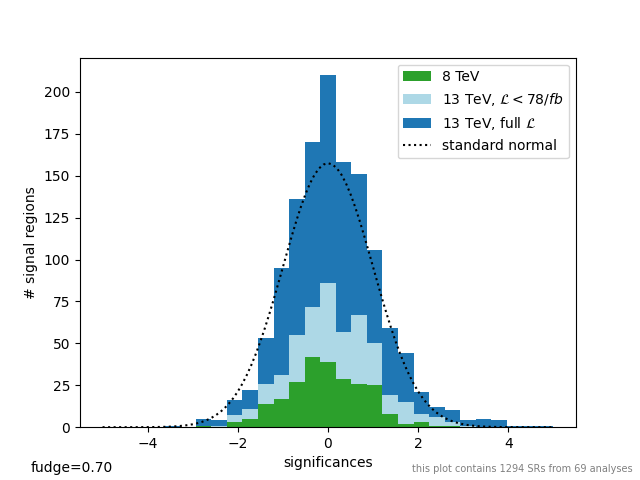 200
175
150
125
100
75
50
25
0
# signal regions
8 TeV
13 TeV, ℒ < 78/fb
13 TeV, full ℒ
standard normal
−4 −2 0 2 4
significances
fudge=0.70
this plot contains 1294 SRs from 69 analyses